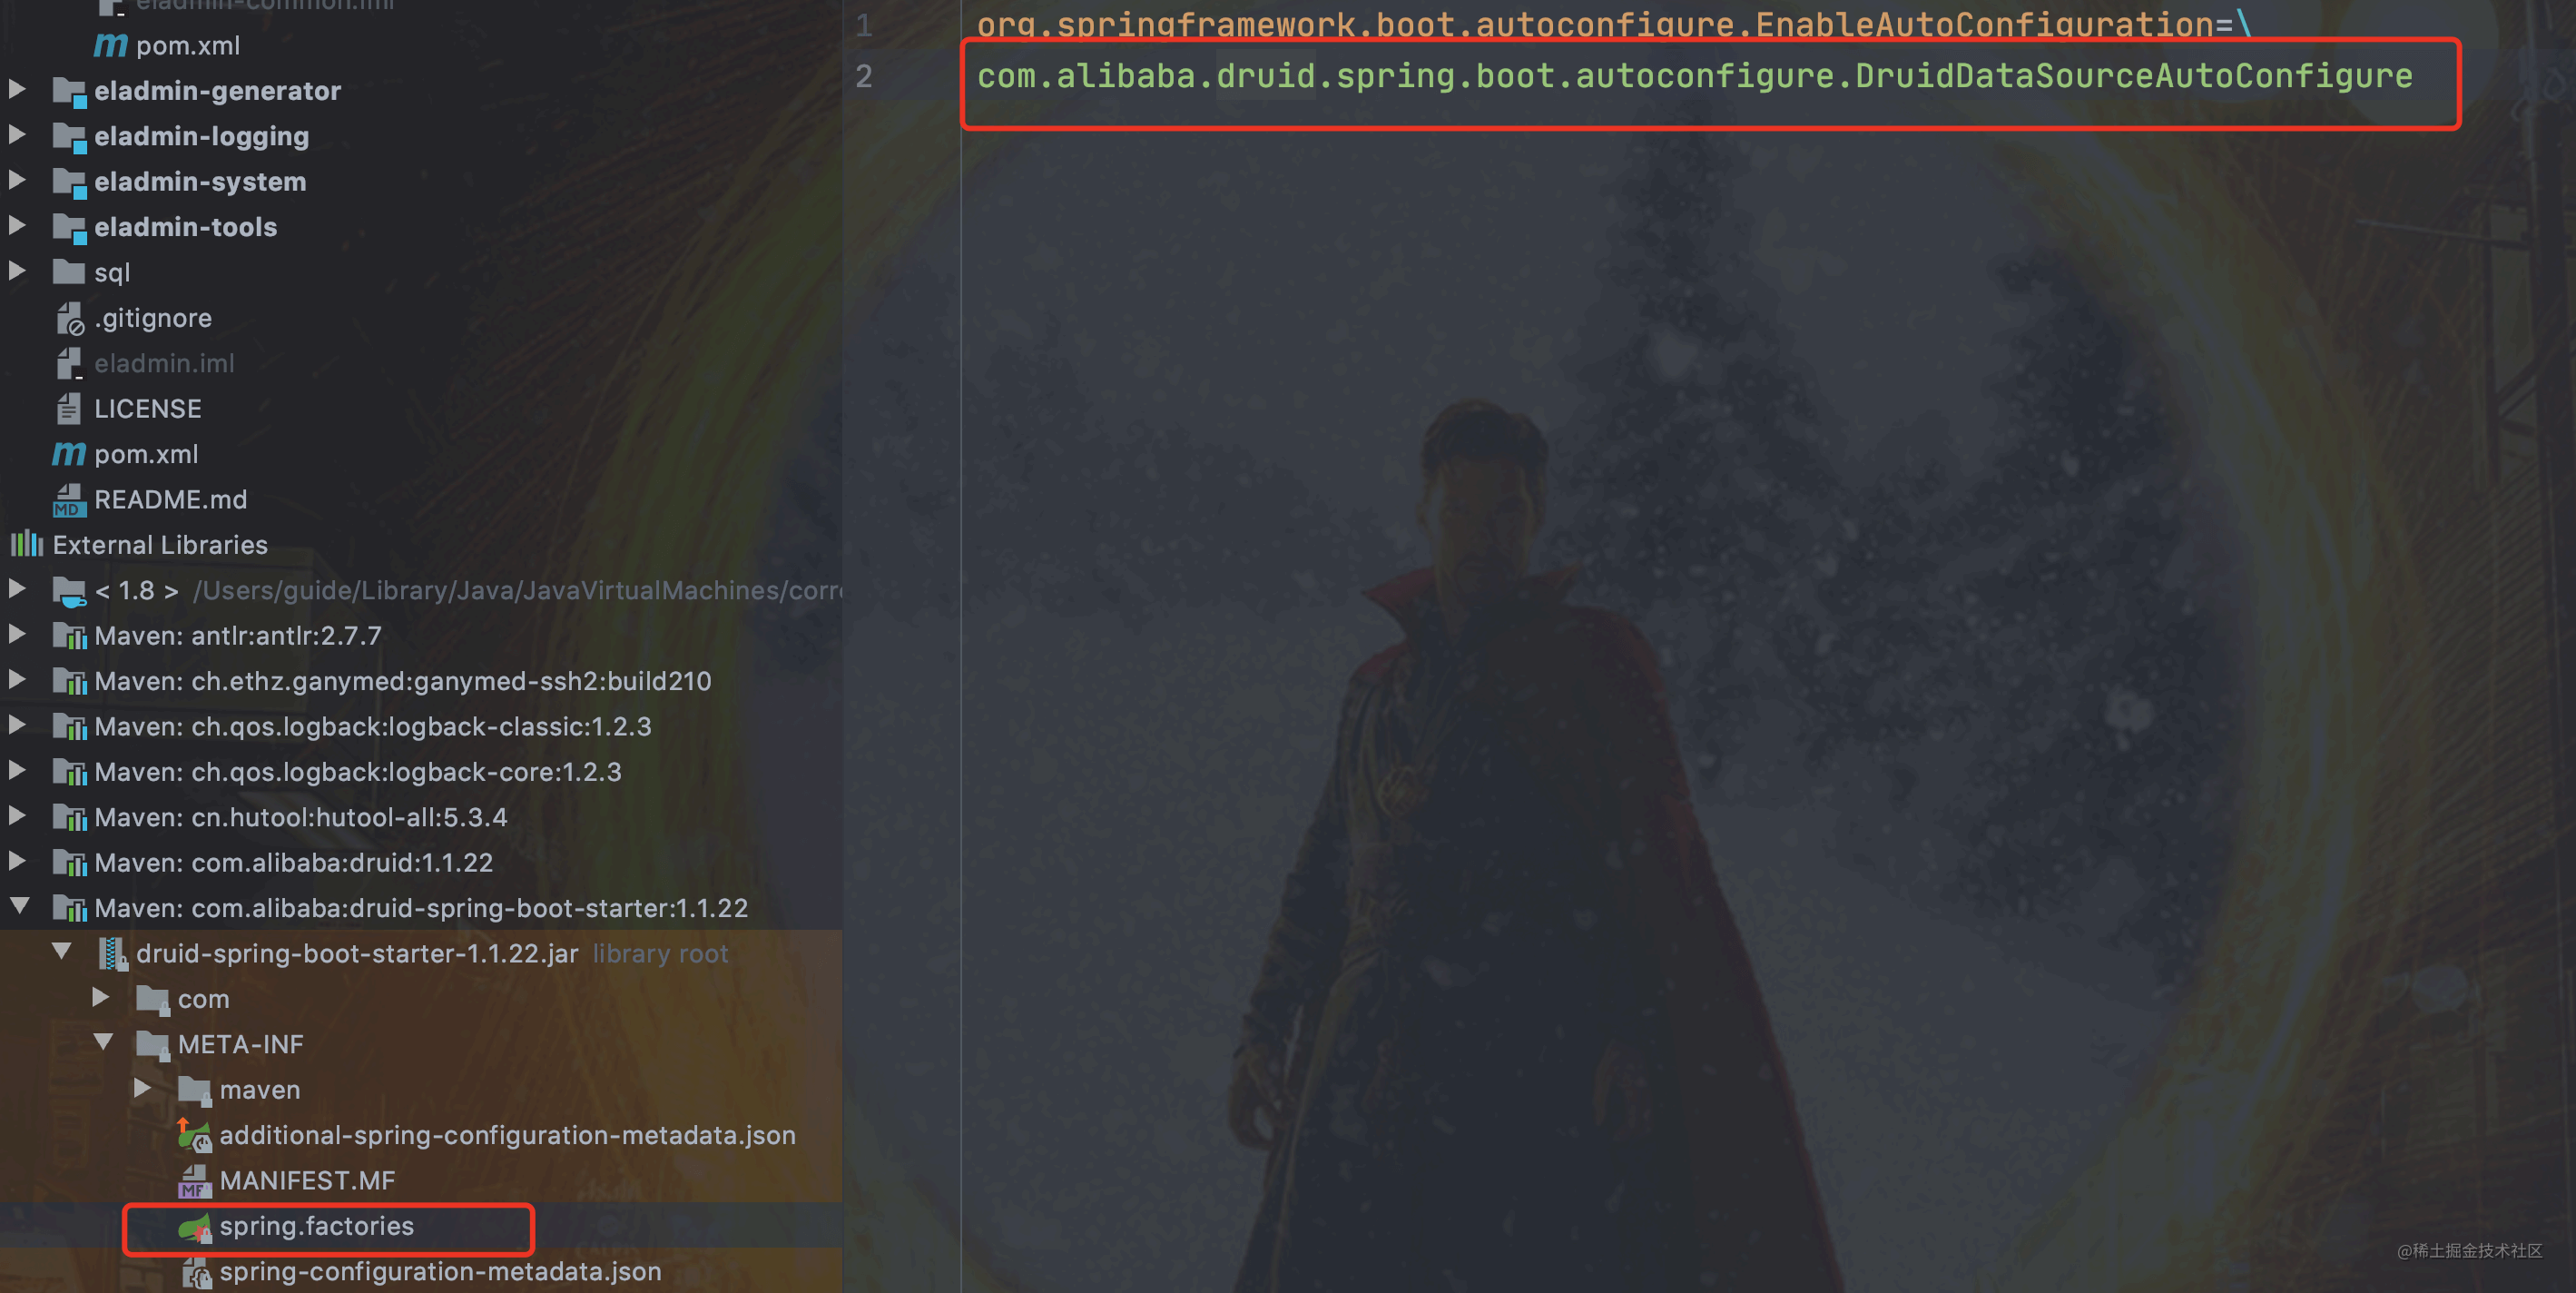 eladmin-common.iml
pom.xml
eladmin-generator
eladmin-logging
eladmin-system
eladmin-tools
sql
.gitignore
eladmin.iml
LICENSE
pom.xml
MD README.md
External Libraries
< 1.8 > /Users/guide/Library/Java/JavaVirtualMachines/corre
Maven: antlr:antlr:2.7.7
Maven: ch.ethz.ganymed:ganymed-ssh2:build210
Maven: ch.qos.logback:logback-classic:1.2.3
Maven: ch.qos.logback:logback-core:1.2.3
Maven: cn.hutool:hutool-all:5.3.4
Maven: com.alibaba:druid:1.1.22
Maven: com.alibaba:druid-spring-boot-starter:1.1.22
druid-spring-boot-starter-1.1.22.jar library root
com
META-INF
maven
additional-spring-configuration-metadata.json
MF MANIFEST.MF
spring.factories
spring-configuration-metadata.json
1 org.springframework.boot.autoconfigure.EnableAutoConfiguration=\
2 com.alibaba.druid.spring.boot.autoconfigure.DruidDataSourceAutoConfigure
@稀土掘金技术社区